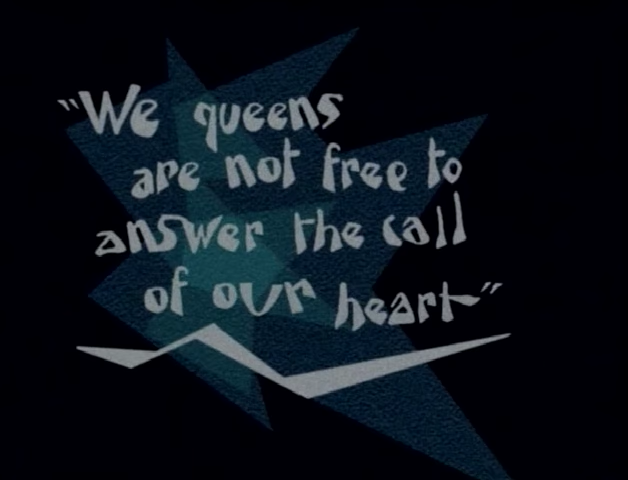 "We queens
are not free to
answer the call
of our heart"